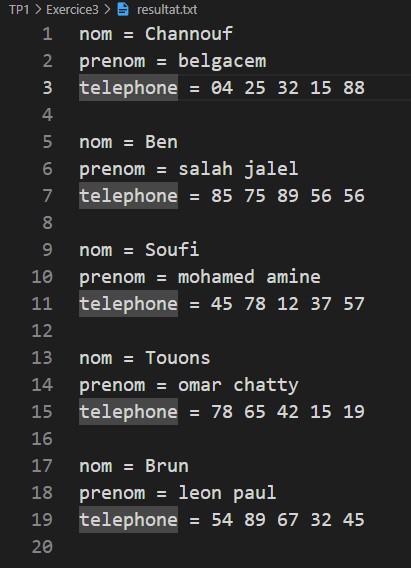 TP1 > Exercice3 > resultat.txt
1 nom = Channouf
2 prenom = belgacem
3 telephone = 04 25 32 15 88
4
5 nom = Ben
6 prenom = salah jalel
7 telephone = 85 75 89 56 56
8
9 nom = Soufi
10 prenom = mohamed amine
11 telephone = 45 78 12 37 57
12
13 nom = Touons
14 prenom = omar chatty
15 telephone = 78 65 42 15 19
16
17 nom = Brun
18 prenom = leon paul
19 telephone = 54 89 67 32 45
20